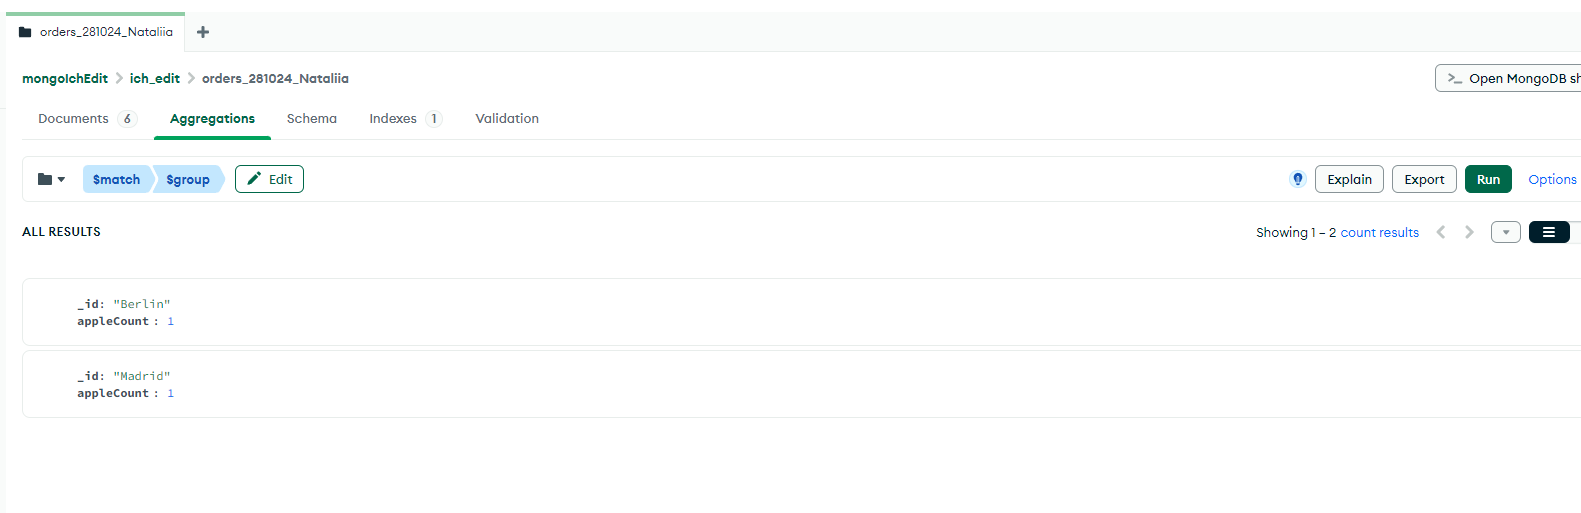 orders_281024_Nataliia
mongoIchEdit > ich_edit > orders_281024_Nataliia
>_ Open MongoDB sh
Documents 6 Aggregations Schema Indexes 1 Validation
$match $group Edit Explain Export Run Options
ALL RESULTS
Showing 1 – 2 count results
_id: "Berlin"
appleCount : 1
_id: "Madrid"
appleCount : 1